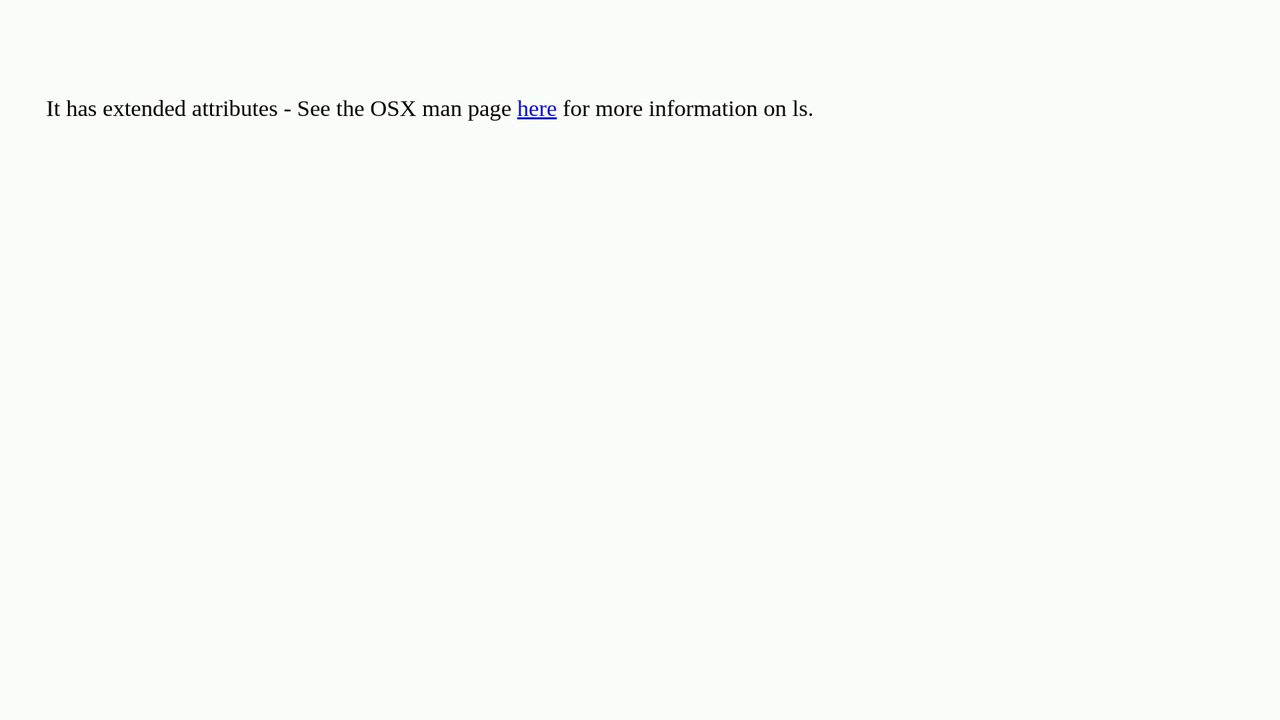 It has extended attributes - See the OSX man page here for more information on ls.